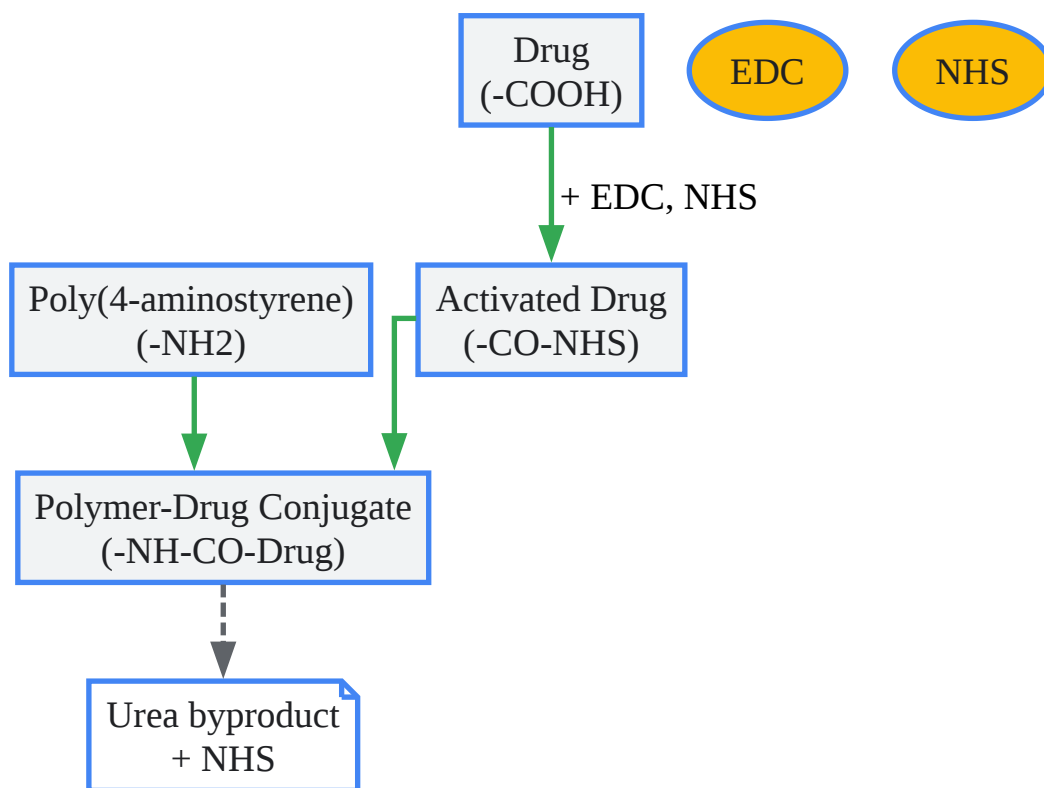 Drug
(-COOH)
EDC
NHS
+ EDC, NHS
Poly(4-aminostyrene)
(-NH2)
Activated Drug
(-CO-NHS)
Polymer-Drug Conjugate
(-NH-CO-Drug)
Urea byproduct
+ NHS